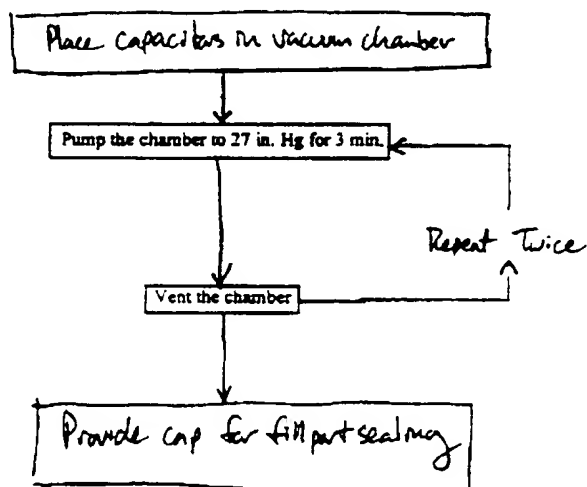 Place capacitors in vacuum chamber
Pump the chamber to 27 in. Hg for 3 min.
Repeat Twice
Vent the chamber
Provide cap for fill port sealing